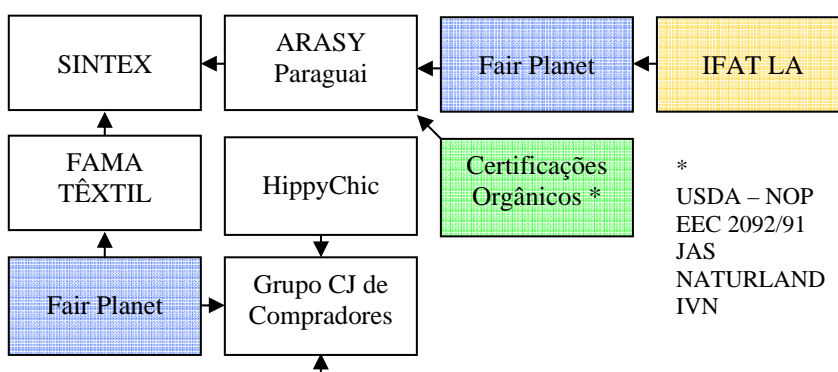 SINTEX
ARASY
Paraguai
Fair Planet
IFAT LA
FAMA
TÊXTIL
HippyChic
Certificações
Orgânicos *
*
USDA – NOP
EEC 2092/91
JAS
NATURLAND
IVN
Fair Planet
Grupo CJ de
Compradores